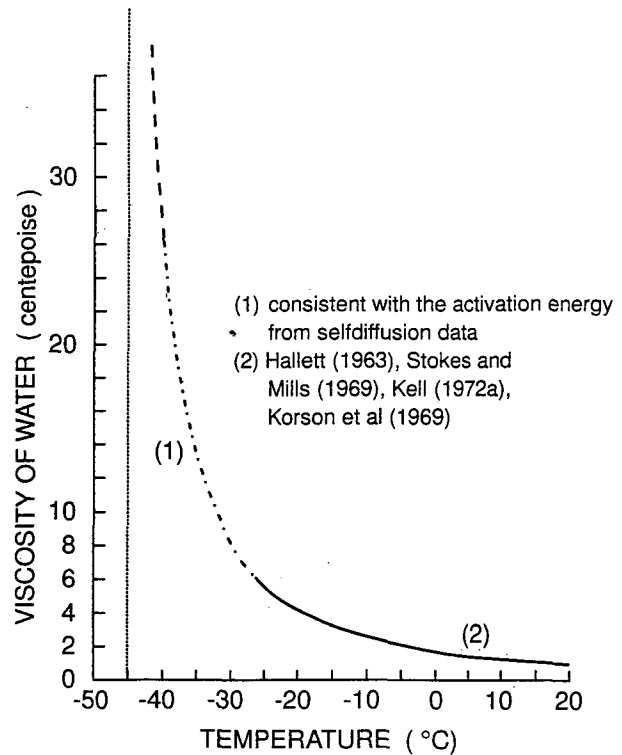 30
20
10
8
6
4
2
0
-50 -40 -30 -20 -10 0 10 20
VISCOSITY OF WATER ( centepoise )
TEMPERATURE ( °C)
(1)
(2)
(1) consistent with the activation energy
from selfdiffusion data
(2) Hallett (1963), Stokes and
Mills (1969), Kell (1972a),
Korson et al (1969)